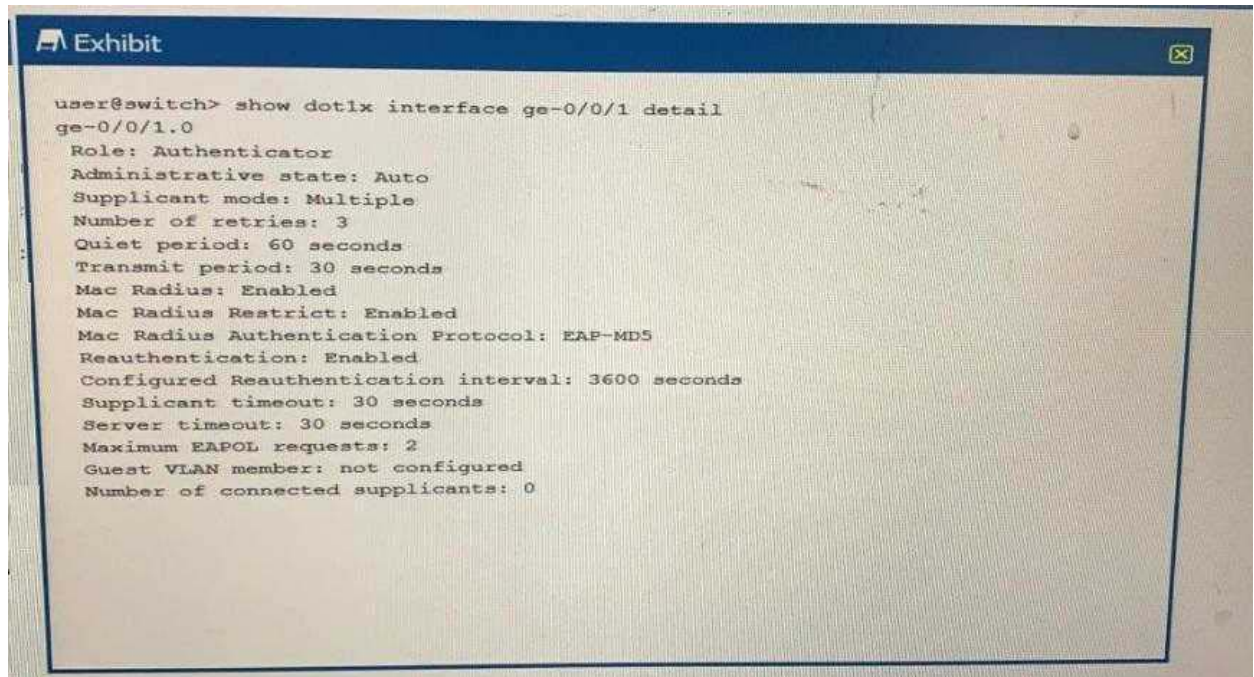 Exhibit
user@switch> show dot1x interface ge-0/0/1 detail
ge-0/0/1.0
Role: Authenticator
Administrative state: Auto
Supplicant mode: Multiple
Number of retries: 3
Quiet period: 60 seconds
Transmit period: 30 seconds
Mac Radius: Enabled
Mac Radius Restrict: Enabled
Mac Radius Authentication Protocol: EAP-MD5
Reauthentication: Enabled
Configured Reauthentication interval: 3600 seconds
Supplicant timeout: 30 seconds
Server timeout: 30 seconds
Maximum EAPOL requests: 2
Guest VLAN member: not configured
Number of connected supplicants: 0